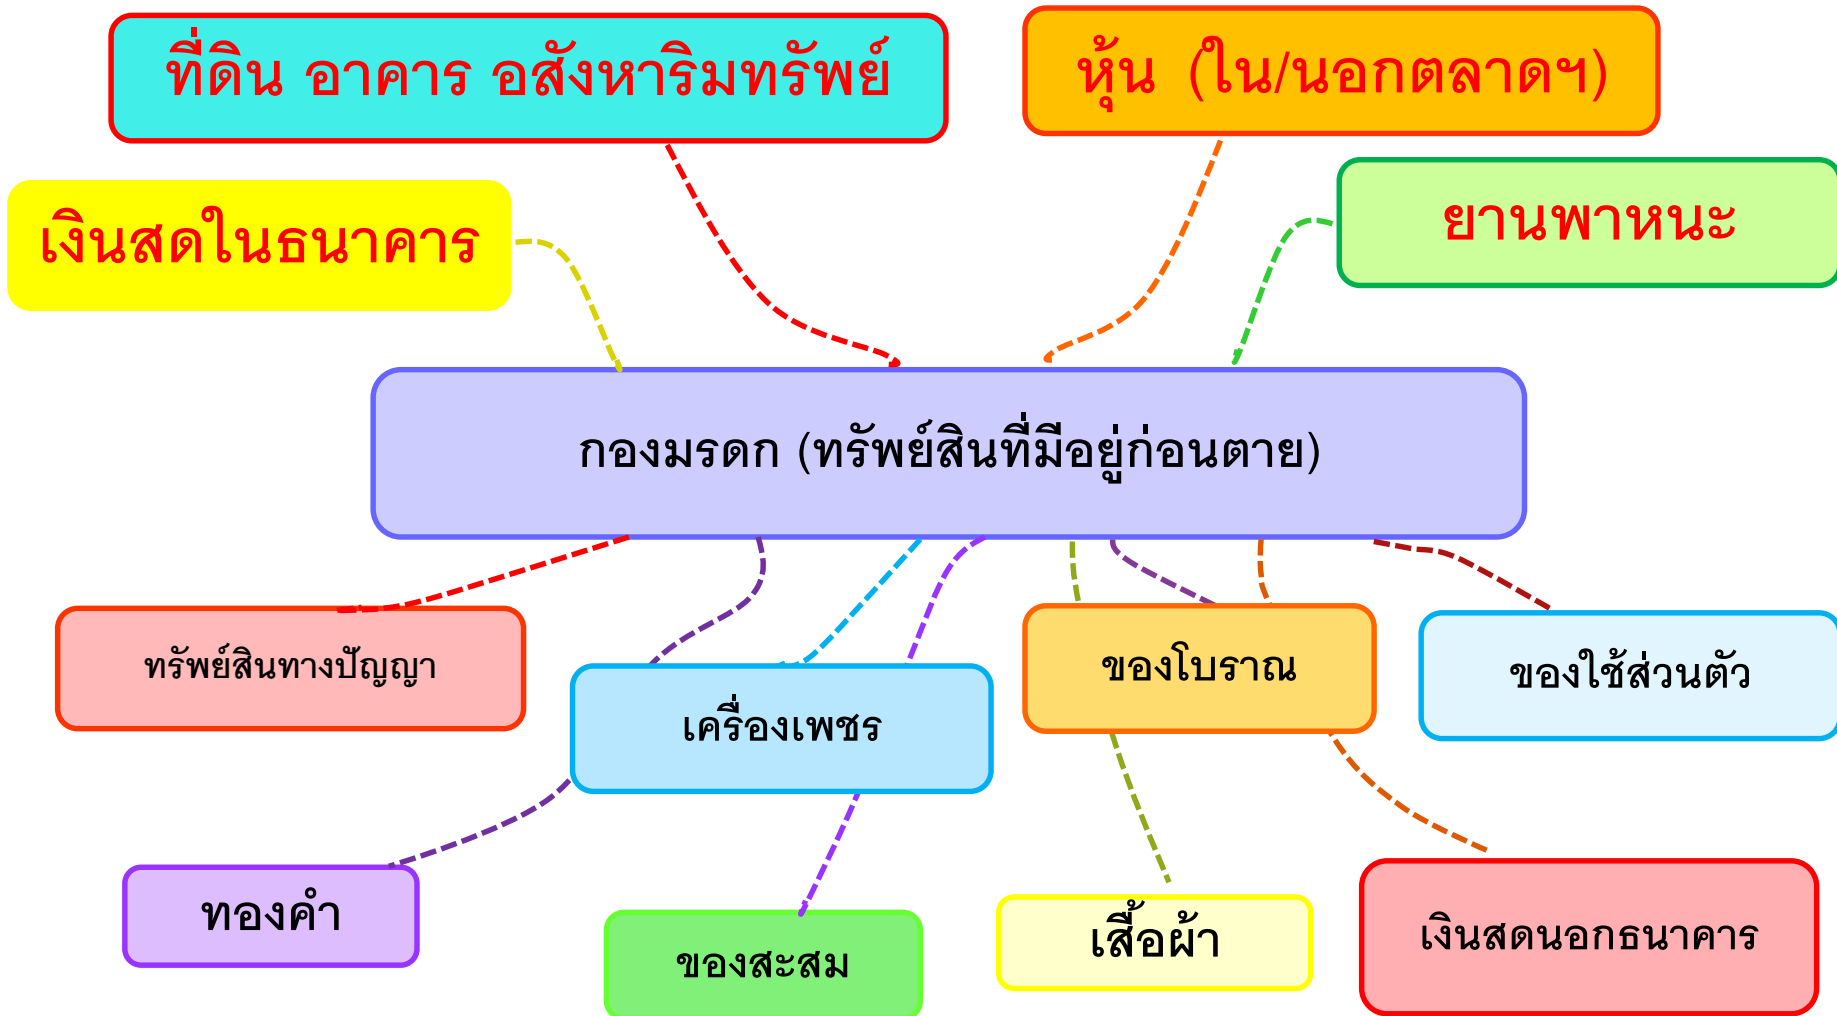 ที่ดิน อาคาร อสังหาริมทรัพย์
หุ้น (ใน/นอกตลาดฯ)
เงินสดในธนาคาร
ยานพาหนะ
กองมรดก (ทรัพย์สินที่มีอยู่ก่อนตาย)
ทรัพย์สินทางปัญญา
เครื่องเพชร
ของโบราณ
ของใช้ส่วนตัว
ทองคำ
ของสะสม
เสื้อผ้า
เงินสดนอกธนาคาร